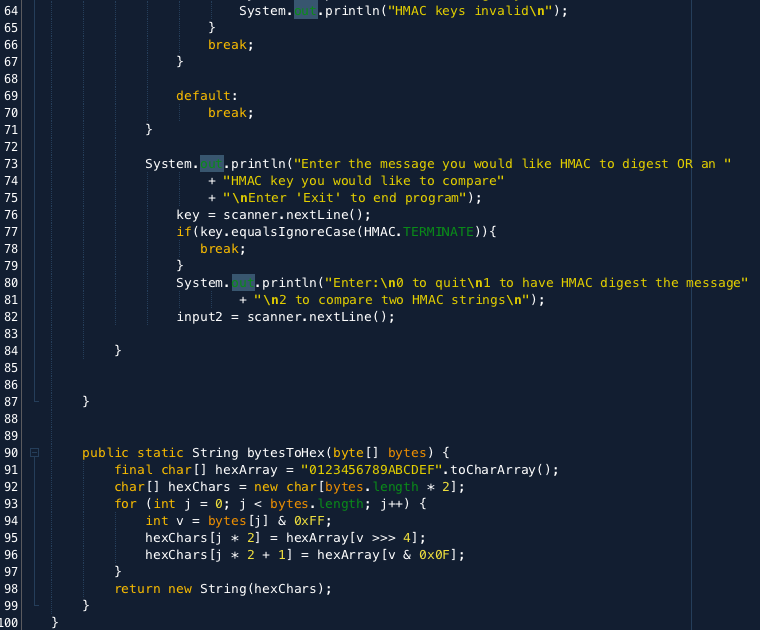 64 System.out.println("HMAC keys invalid\n");
65 }
66 break;
67 }
68
69 default:
70 break;
71 }
72
73 System.out.println("Enter the message you would like HMAC to digest OR an "
74 + "HMAC key you would like to compare"
75 + "\nEnter 'Exit' to end program");
76 key = scanner.nextLine();
77 if(key.equalsIgnoreCase(HMAC.TERMINATE)){
78 break;
79 }
80 System.out.println("Enter:\n0 to quit\n1 to have HMAC digest the message"
81 + "\n2 to compare two HMAC strings\n");
82 input2 = scanner.nextLine();
83
84 }
85
86
87 }
88
89
90 public static String bytesToHex(byte[] bytes) {
91 final char[] hexArray = "0123456789ABCDEF".toCharArray();
92 char[] hexChars = new char[bytes.length * 2];
93 for (int j = 0; j < bytes.length; j++) {
94 int v = bytes[j] & 0xFF;
95 hexChars[j * 2] = hexArray[v >>> 4];
96 hexChars[j * 2 + 1] = hexArray[v & 0x0F];
97 }
98 return new String(hexChars);
99 }
100 }